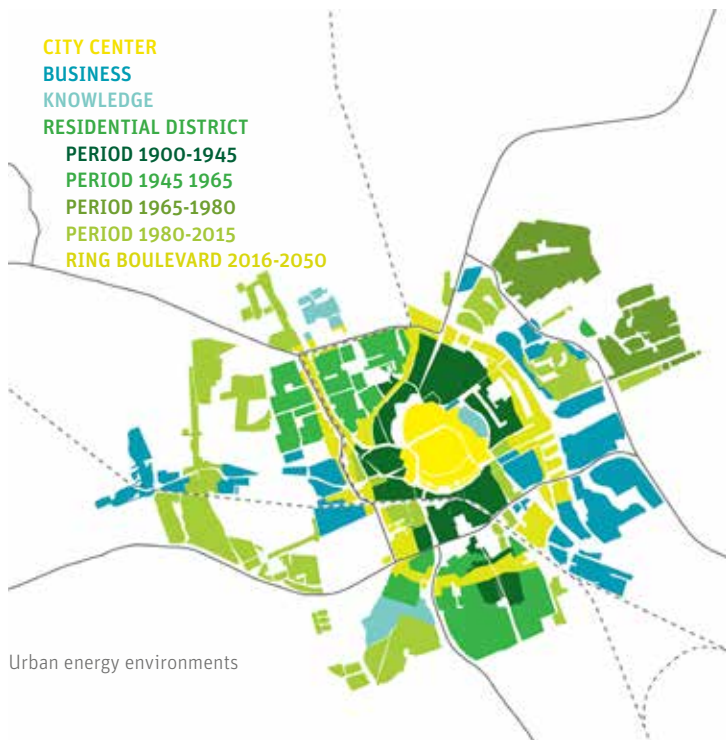 CITY CENTER
BUSINESS
KNOWLEDGE
RESIDENTIAL DISTRICT
PERIOD 1900-1945
PERIOD 1945 1965
PERIOD 1965-1980
PERIOD 1980-2015
RING BOULEVARD 2016-2050
Urban energy environments